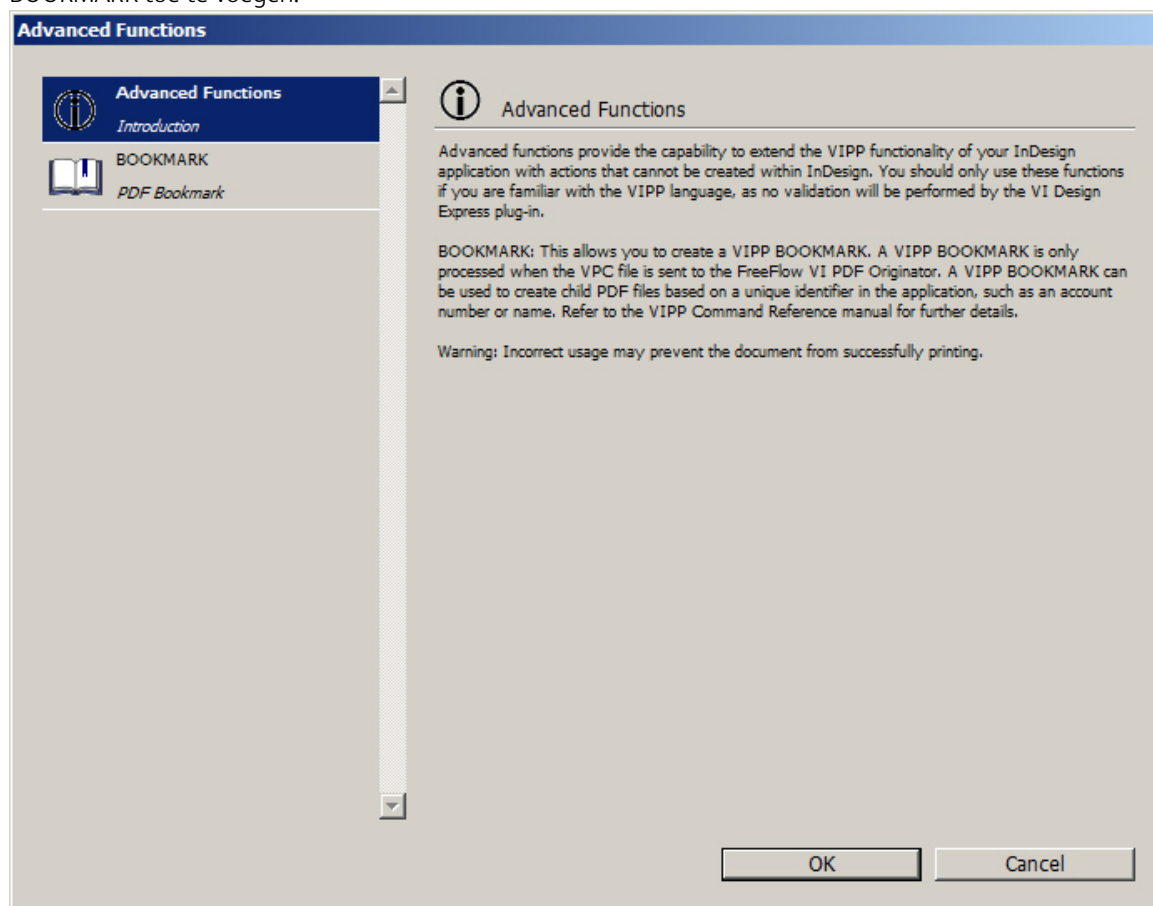 BOOKMARK toe te voegen.
Advanced Functions
Advanced Functions
Introduction
BOOKMARK
PDF Bookmark
Advanced Functions
Advanced functions provide the capability to extend the VIPP functionality of your InDesign
application with actions that cannot be created within InDesign. You should only use these functions
if you are familiar with the VIPP language, as no validation will be performed by the VI Design
Express plug-in.
BOOKMARK: This allows you to create a VIPP BOOKMARK. A VIPP BOOKMARK is only
processed when the VPC file is sent to the FreeFlow VI PDF Originator. A VIPP BOOKMARK can
be used to create child PDF files based on a unique identifier in the application, such as an account
number or name. Refer to the VIPP Command Reference manual for further details.
Warning: Incorrect usage may prevent the document from successfully printing.
OK
Cancel